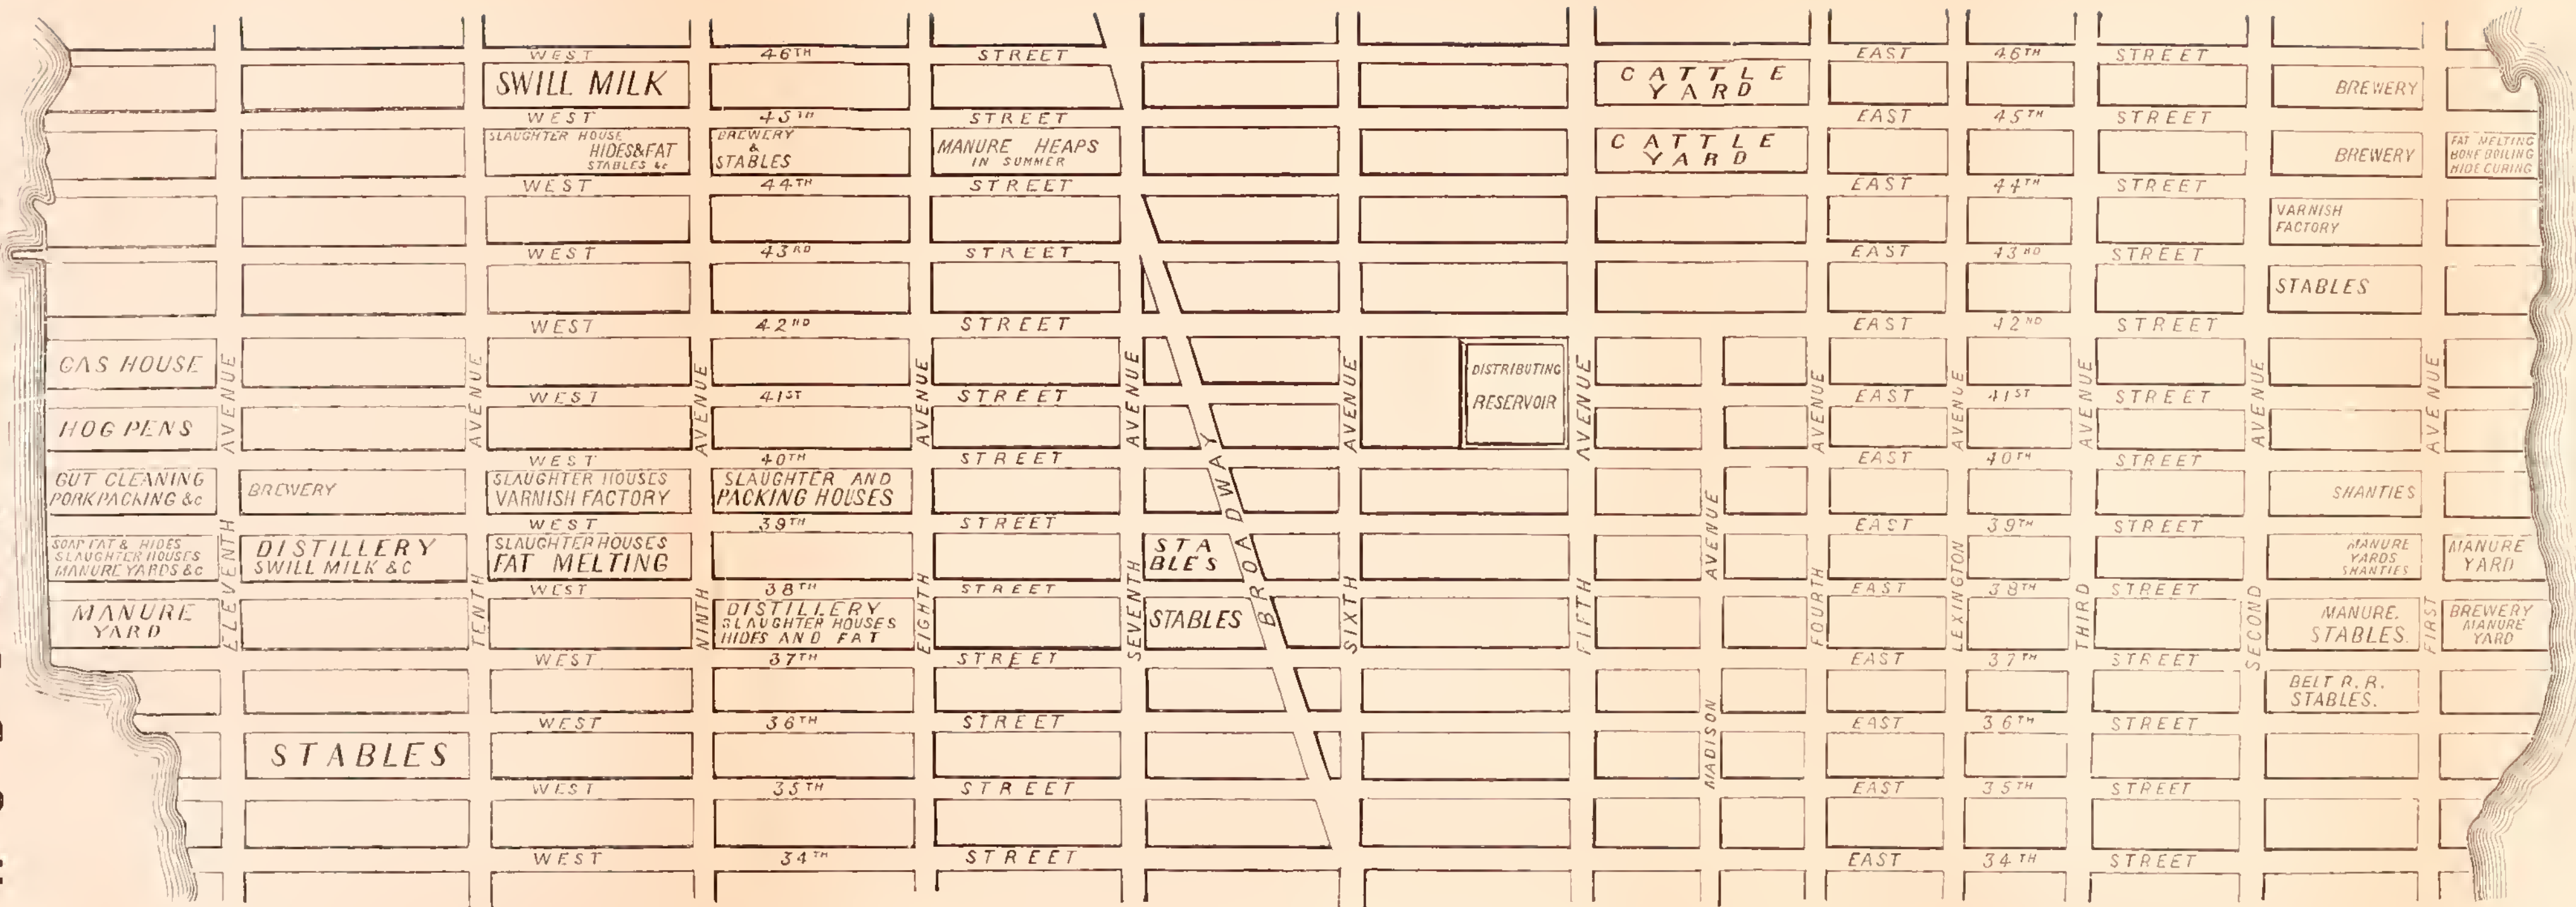 WEST 46TH STREET EAST 46TH STREET
SWILL MILK
CATTLE
YARD
BREWERY
WEST 45TH STREET EAST 45TH STREET
SLAUGHTER HOUSE
HIDES&FAT
STABLES &c
BREWERY
&
STABLES
MANURE HEAPS
IN SUMMER
CATTLE
YARD
BREWERY
FAT MELTING
BONE BOILING
HIDE CURING
WEST 44TH STREET EAST 44TH STREET
VARNISH
FACTORY
WEST 43RD STREET EAST 43RD STREET
STABLES
WEST 42ND STREET EAST 42ND STREET
GAS HOUSE
DISTRIBUTING
RESERVOIR
WEST 41ST STREET EAST 41ST STREET
HOG PENS
WEST 40TH STREET EAST 40TH STREET
GUT CLEANING
PORKPACKING &c
BREWERY
SLAUGHTER HOUSES
VARNISH FACTORY
SLAUGHTER AND
PACKING HOUSES
SHANTIES
WEST 39TH STREET EAST 39TH STREET
SOAP FAT & HIDES
SLAUGHTER HOUSES
MANURE YARDS &c
DISTILLERY
SWILL MILK &C
SLAUGHTER HOUSES
FAT MELTING
STA
BLES
MANURE
YARDS
SHANTIES
MANURE
YARD
WEST 38TH STREET EAST 38TH STREET
MANURE
YARD
DISTILLERY
SLAUGHTER HOUSES
HIDES AND FAT
STABLES
MANURE.
STABLES.
BREWERY
MANURE
YARD
WEST 37TH STREET EAST 37TH STREET
BELT R.R.
STABLES.
WEST 36TH STREET EAST 36TH STREET
STABLES
WEST 35TH STREET EAST 35TH STREET
WEST 34TH STREET EAST 34TH STREET
ELEVENTH AVENUE
TENTH AVENUE
NINTH AVENUE
EIGHTH AVENUE
SEVENTH AVENUE
BROADWAY
SIXTH AVENUE
FIFTH AVENUE
MADISON AVENUE
FOURTH AVENUE
LEXINGTON AVENUE
THIRD AVENUE
SECOND AVENUE
FIRST AVENUE